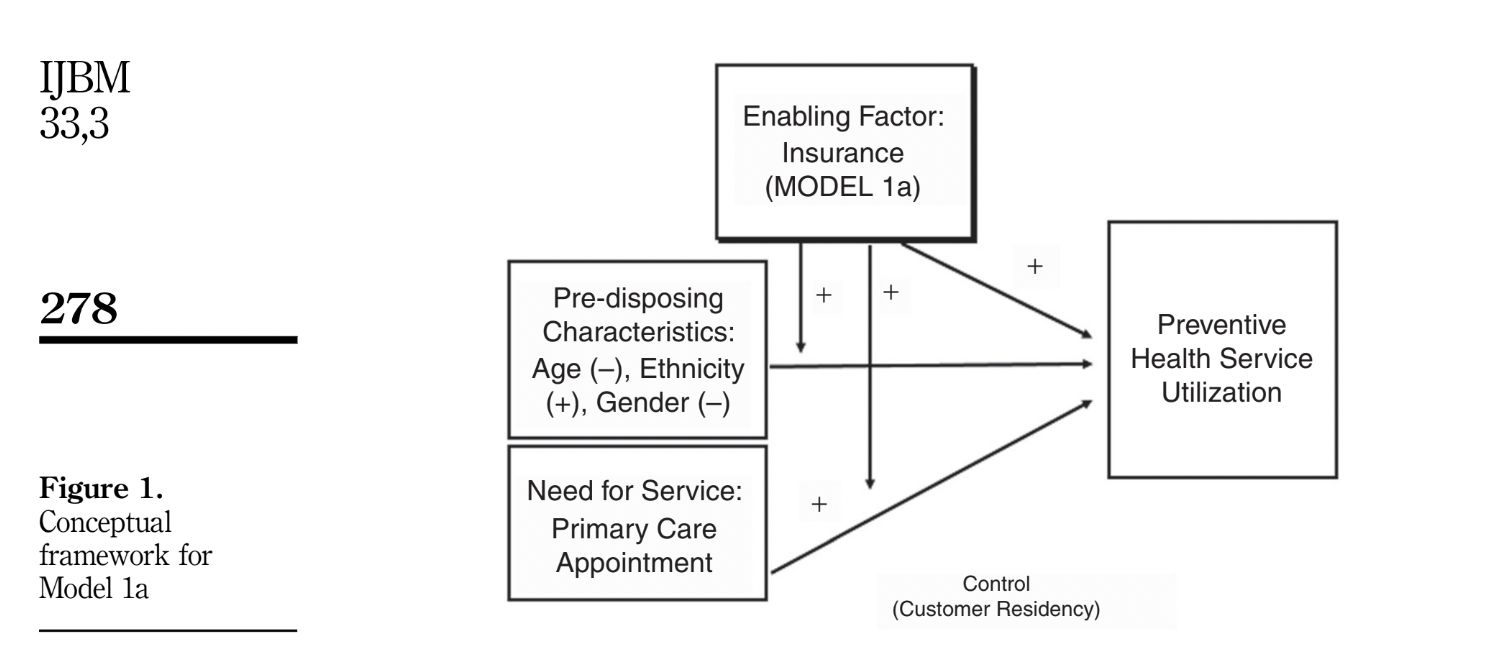 IJBM
33,3
278
Figure 1.
Conceptual
framework for
Model 1a
Enabling Factor:
Insurance
(MODEL 1a)
+
+
+
Pre-disposing
Characteristics:
Age (–), Ethnicity
(+), Gender (–)
Need for Service:
Primary Care
Appointment
+
Preventive
Health Service
Utilization
Control
(Customer Residency)